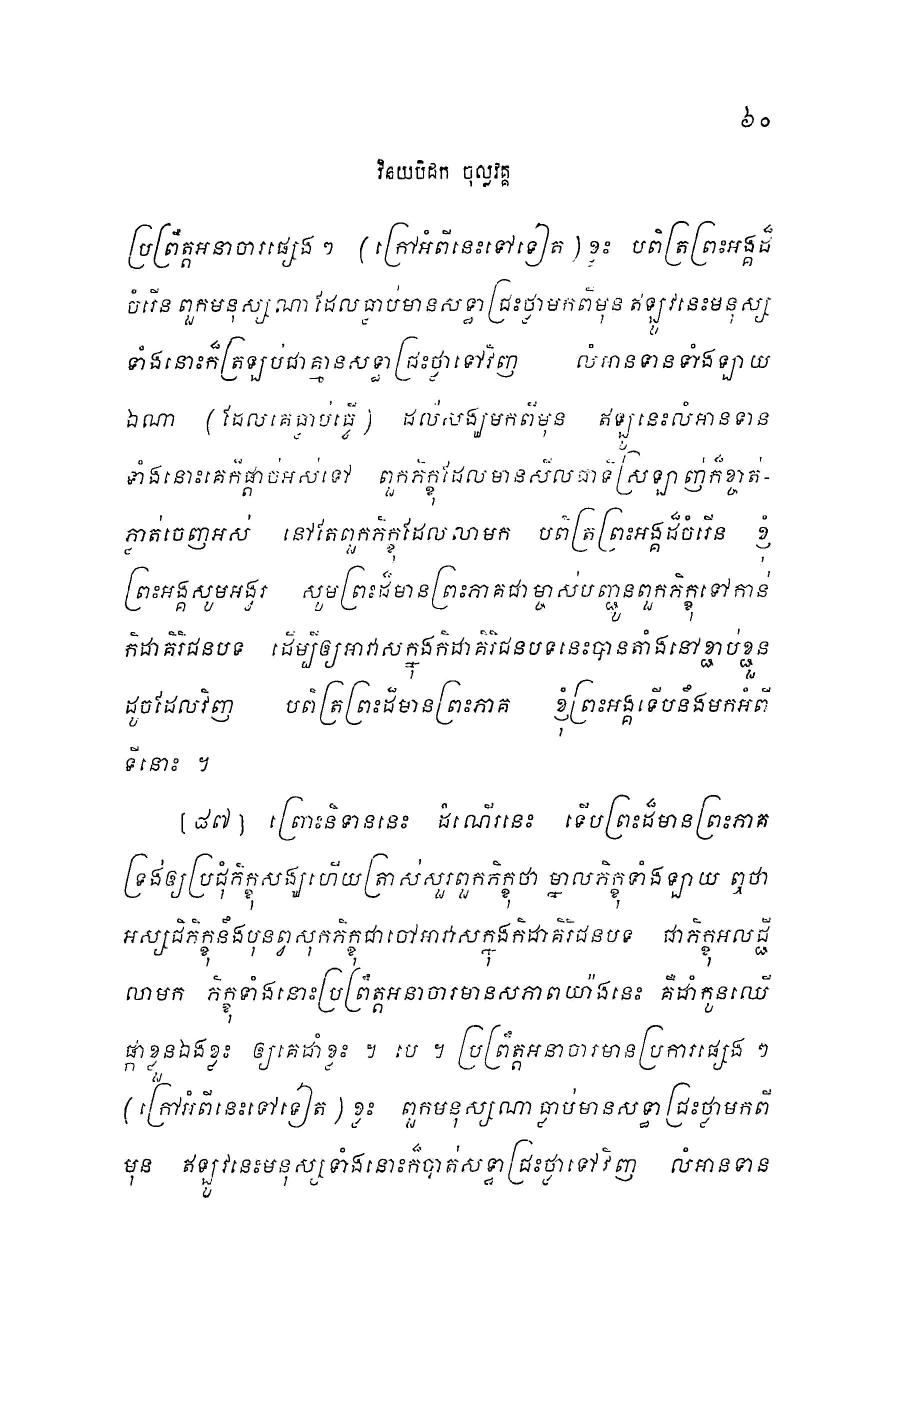 ៦០
វិនយបិដក ចុល្លវគ្គ
ប្រព្រឹត្តអនាចារផ្សេង ៗ (ក្រៅអំពីនេះទៅទៀត) ខ្លះ បពិត្រព្រះអង្គដ៏
ចំរើន ពួកមនុស្សណា ដែលធ្លាប់មានសទ្ធាជ្រះថ្លាមកពីមុន ឥឡូវនេះមនុស្ស
ទាំងនោះក៏ត្រឡប់ជាគ្មានសទ្ធាជ្រះថ្លាទៅវិញ លំអានទានទាំងឡាយ
ឯណា (ដែលគេធ្លាប់ធ្វើ) ដល់សង្ឃមកពីមុន ឥឡូវនេះលំអានទាន
ទាំងនោះគេក៏ផ្តាច់អស់ទៅ ពួកភិក្ខុដែលមានសីលជាទីស្រឡាញ់ក៏ខ្ចាត់-
ខ្ចាត់ចេញអស់ នៅតែពួកភិក្ខុដែលលាមក បពិត្រព្រះអង្គដ៏ចំរើន ខ្ញុំ
ព្រះអង្គសូមអង្វរ សូមព្រះដ៏មានព្រះភាគជាម្ចាស់បញ្ជូនពួកភិក្ខុទៅកាន់
កិដាគិរិជនបទ ដើម្បីឲ្យអាវាសក្នុងកិដាគិរិជនបទនេះបានតាំងនៅខ្ជាប់ខ្ជួន
ដូចដែលវិញ បពិត្រព្រះដ៏មានព្រះភាគ ខ្ញុំព្រះអង្គទើបនឹងមកអំពី
ទីនោះ ។
[៨៧] ព្រោះនិទាននេះ ដំណើរនេះ ទើបព្រះដ៏មានព្រះភាគ
ទ្រង់ឲ្យប្រជុំភិក្ខុសង្ឃហើយត្រាស់សួរពួកភិក្ខុថា ម្នាលភិក្ខុទាំងឡាយ ឮថា
អស្សជិភិក្ខុនឹងបុនព្វសុកភិក្ខុជាចៅអាវាសក្នុងកិដាគិរិជនបទ ជាភិក្ខុអលជ្ជី
លាមក ភិក្ខុទាំងនោះប្រព្រឹត្តអនាចារមានសភាពយ៉ាងនេះ គឺដាំកូនឈើ
ផ្កាខ្លួនឯងខ្លះ ឲ្យគេដាំខ្លះ ។ បេ ។ ប្រព្រឹត្តអនាចារមានប្រការផ្សេង ៗ
(ក្រៅអំពីនេះទៅទៀត) ខ្លះ ពួកមនុស្សណា ធ្លាប់មានសទ្ធាជ្រះថ្លាមកពី
មុន ឥឡូវនេះមនុស្សទាំងនោះក៏បាត់សទ្ធាជ្រះថ្លាទៅវិញ លំអានទាន